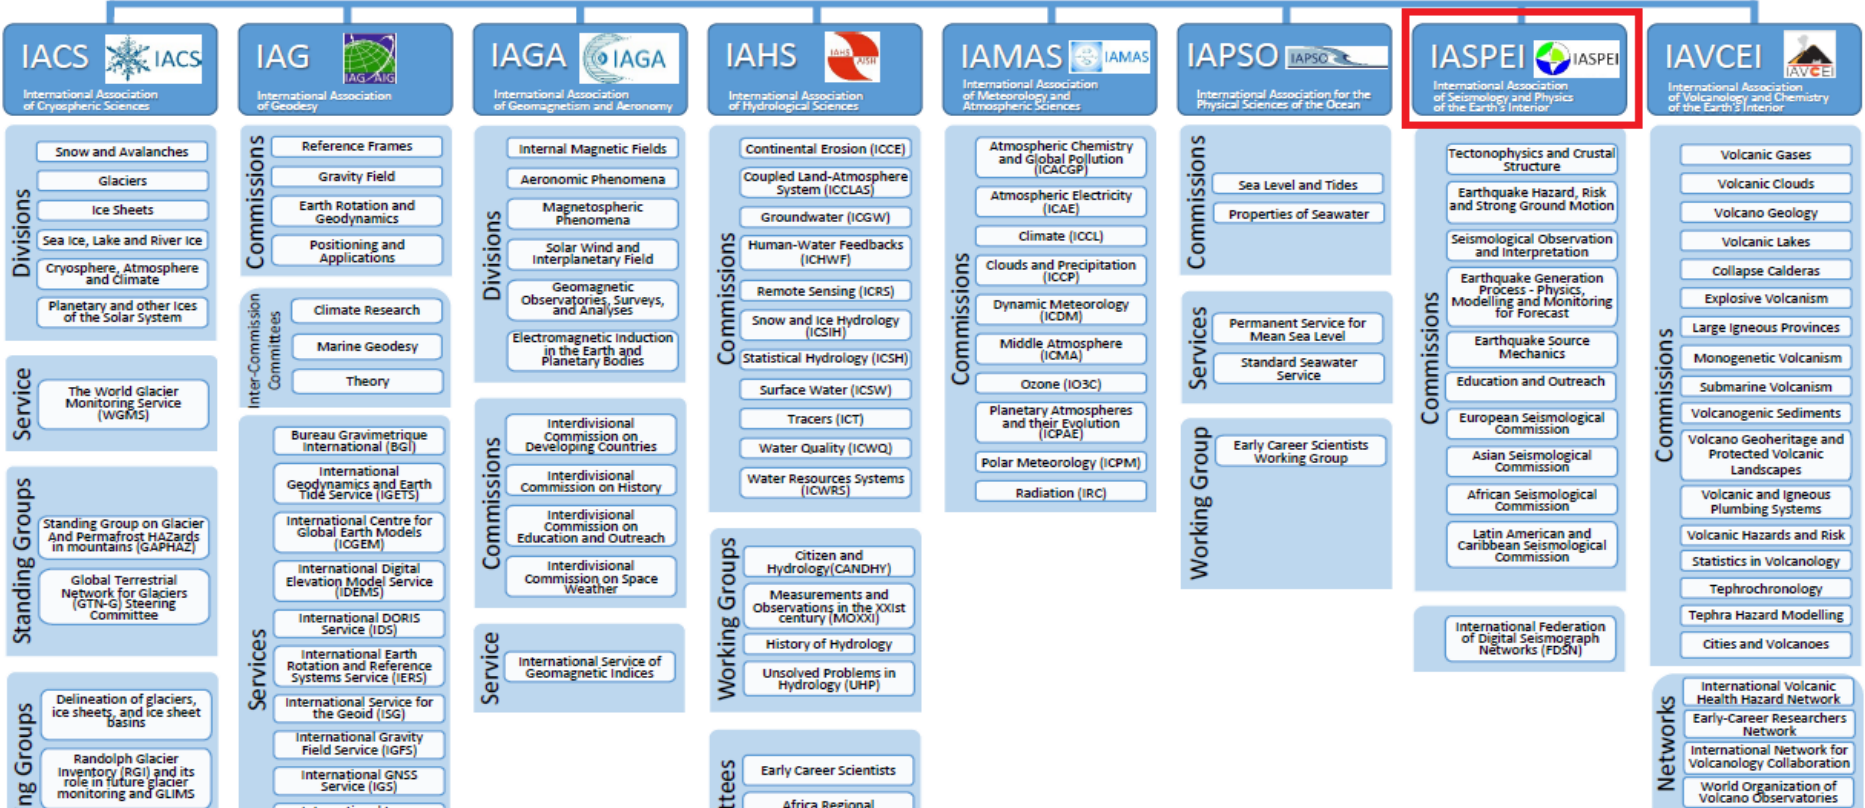 IACS
IACS
International Association
of Cryospheric Sciences
Divisions
Snow and Avalanches
Glaciers
Ice Sheets
Sea Ice, Lake and River Ice
Cryosphere, Atmosphere
and Climate
Planetary and other Ices
of the Solar System
Service
The World Glacier
Monitoring Service
(WGMS)
Standing Groups
Standing Group on Glacier
And Permafrost HAZards
in mountains (GAPHAZ)
Global Terrestrial
Network for Glaciers
(GTN-G) Steering
Committee
ng Groups
Delineation of glaciers,
ice sheets, and ice sheet
basins
Randolph Glacier
Inventory (RGI) and its
role in future glacier
monitoring and GLIMS
IAG
IAG AIG
International Association
of Geodesy
Commissions
Reference Frames
Gravity Field
Earth Rotation and
Geodynamics
Positioning and
Applications
Inter-Commission
Committees
Climate Research
Marine Geodesy
Theory
Services
Bureau Gravimetrique
International (BGI)
International
Geodynamics and Earth
Tide Service (IGETS)
International Centre for
Global Earth Models
(ICGEM)
International Digital
Elevation Model Service
(IDEMS)
International DORIS
Service (IDS)
International Earth
Rotation and Reference
Systems Service (IERS)
International Service for
the Geoid (ISG)
International Gravity
Field Service (IGFS)
International GNSS
Service (IGS)
IAGA
IAGA
International Association
of Geomagnetism and Aeronomy
Divisions
Internal Magnetic Fields
Aeronomic Phenomena
Magnetospheric
Phenomena
Solar Wind and
Interplanetary Field
Geomagnetic
Observatories, Surveys,
and Analyses
Electromagnetic Induction
in the Earth and
Planetary Bodies
Commissions
Interdivisional
Commission on
Developing Countries
Interdivisional
Commission on History
Interdivisional
Commission on
Education and Outreach
Interdivisional
Commission on Space
Weather
Service
International Service of
Geomagnetic Indices
IAHS
IAHS
AISH
International Association
of Hydrological Sciences
Commissions
Continental Erosion (ICCE)
Coupled Land-Atmosphere
System (ICCLAS)
Groundwater (ICGW)
Human-Water Feedbacks
(ICHWF)
Remote Sensing (ICRS)
Snow and Ice Hydrology
(ICSIH)
Statistical Hydrology (ICSH)
Surface Water (ICSW)
Tracers (ICT)
Water Quality (ICWQ)
Water Resources Systems
(ICWRS)
Working Groups
Citizen and
Hydrology(CANDHY)
Measurements and
Observations in the XXIst
century (MOXXI)
History of Hydrology
Unsolved Problems in
Hydrology (UHP)
ttees
Early Career Scientists
Africa Regional
IAMAS
IAMAS
International Association
of Meteorology and
Atmospheric Sciences
Commissions
Atmospheric Chemistry
and Global Pollution
(ICACGP)
Atmospheric Electricity
(ICAE)
Climate (ICCL)
Clouds and Precipitation
(ICCP)
Dynamic Meteorology
(ICDM)
Middle Atmosphere
(ICMA)
Ozone (IO3C)
Planetary Atmospheres
and their Evolution
(ICPAE)
Polar Meteorology (ICPM)
Radiation (IRC)
IAPSO
IAPSO
International Association for the
Physical Sciences of the Ocean
Commissions
Sea Level and Tides
Properties of Seawater
Services
Permanent Service for
Mean Sea Level
Standard Seawater
Service
Working Group
Early Career Scientists
Working Group
IASPEI
IASPEI
International Association
of Seismology and Physics
of the Earth's Interior
Commissions
Tectonophysics and Crustal
Structure
Earthquake Hazard, Risk
and Strong Ground Motion
Seismological Observation
and Interpretation
Earthquake Generation
Process - Physics,
Modelling and Monitoring
for Forecast
Earthquake Source
Mechanics
Education and Outreach
European Seismological
Commission
Asian Seismological
Commission
African Seismological
Commission
Latin American and
Caribbean Seismological
Commission
International Federation
of Digital Seismograph
Networks (FDSN)
IAVCEI
IAVCEI
International Association
of Volcanology and Chemistry
of the Earth's Interior
Commissions
Volcanic Gases
Volcanic Clouds
Volcano Geology
Volcanic Lakes
Collapse Calderas
Explosive Volcanism
Large Igneous Provinces
Monogenetic Volcanism
Submarine Volcanism
Volcanogenic Sediments
Volcano Geoheritage and
Protected Volcanic
Landscapes
Volcanic and Igneous
Plumbing Systems
Volcanic Hazards and Risk
Statistics in Volcanology
Tephrochronology
Tephra Hazard Modelling
Cities and Volcanoes
Networks
International Volcanic
Health Hazard Network
Early-Career Researchers
Network
International Network for
Volcanology Collaboration
World Organization of
Volcano Observatories